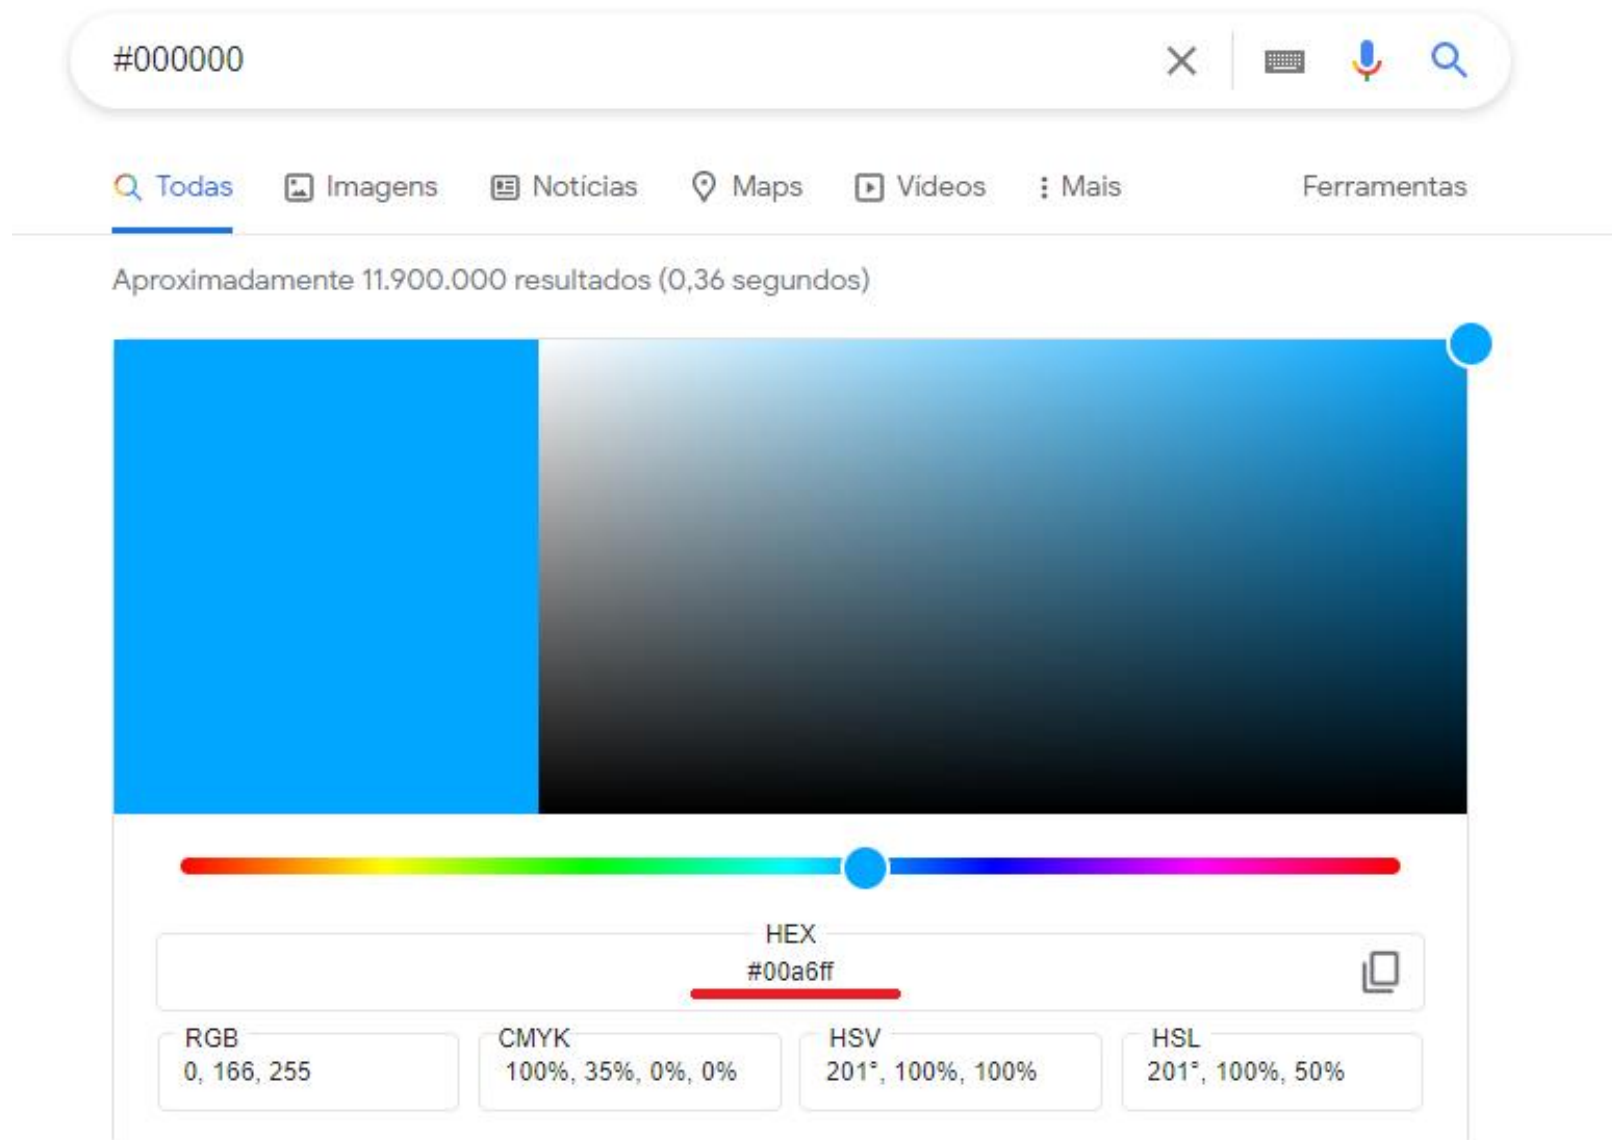 #000000
Todas Imagens Notícias Maps Vídeos Mais Ferramentas
Aproximadamente 11.900.000 resultados (0,36 segundos)
HEX
#00a6ff
RGB CMYK HSV HSL
0, 166, 255 100%, 35%, 0%, 0% 201°, 100%, 100% 201°, 100%, 50%